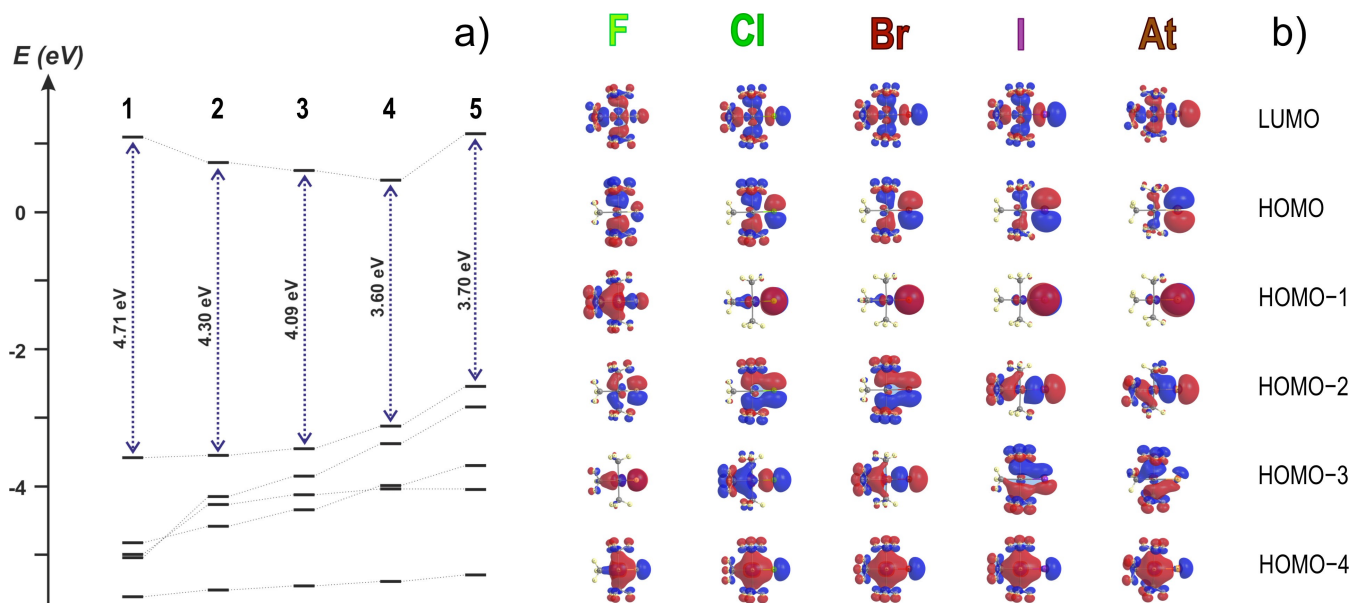 a)
E (eV)
1 2 3 4 5
0
-2
-4
4.71 eV
4.30 eV
4.09 eV
3.60 eV
3.70 eV
F Cl Br I At b)
LUMO
HOMO
HOMO−1
HOMO−2
HOMO−3
HOMO−4